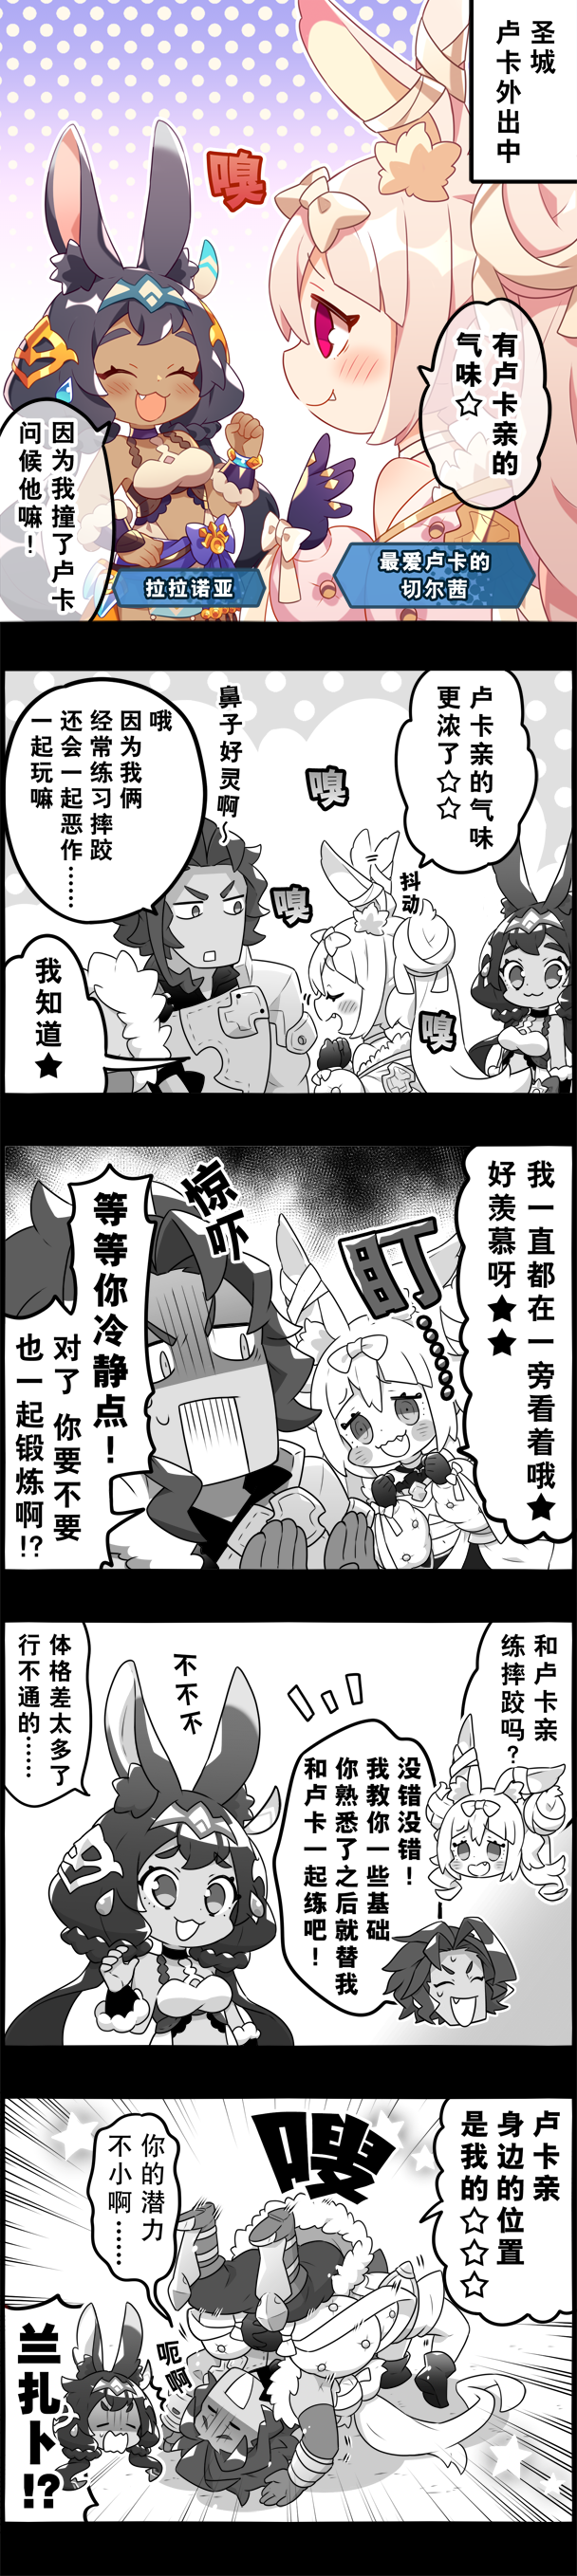 圣城
卢卡外出中
嗅
有卢卡亲的
气味☆
因为我撞了卢卡
问候他嘛！
拉拉诺亚
最爱卢卡的
切尔茜
卢卡亲的气味
更浓了☆☆
抖动
嗅
嗅
嗅
鼻子好灵啊～
哦
因为我俩
经常练习摔跤
还会一起恶作……
一起玩嘛
我知道★
我一直都在一旁看着哦★
好羡慕呀★★
盯……
惊吓
等等你冷静点！
对了 你要不要
也一起锻炼啊!?
和卢卡亲
练摔跤吗？
没错没错！
我教你一些基础
你熟悉了之后就替我
和卢卡一起练吧！
不不不
体格差太多了
行不通的……
卢卡亲
身边的位置
是我的☆☆☆
嗖
你的潜力
不小啊……
呃啊
兰扎卜!?